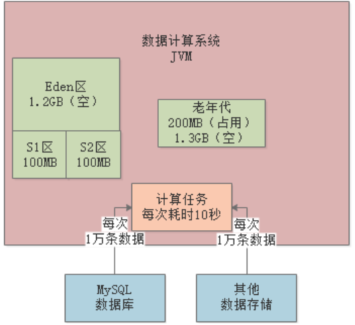 数据计算系统
JVM
Eden区
1.2GB（空）
S1区
100MB
S2区
100MB
老年代
200MB（占用）
1.3GB（空）
计算任务
每次耗时10秒
每次
1万条数据
每次
1万条数据
MySQL
数据库
其他
数据存储